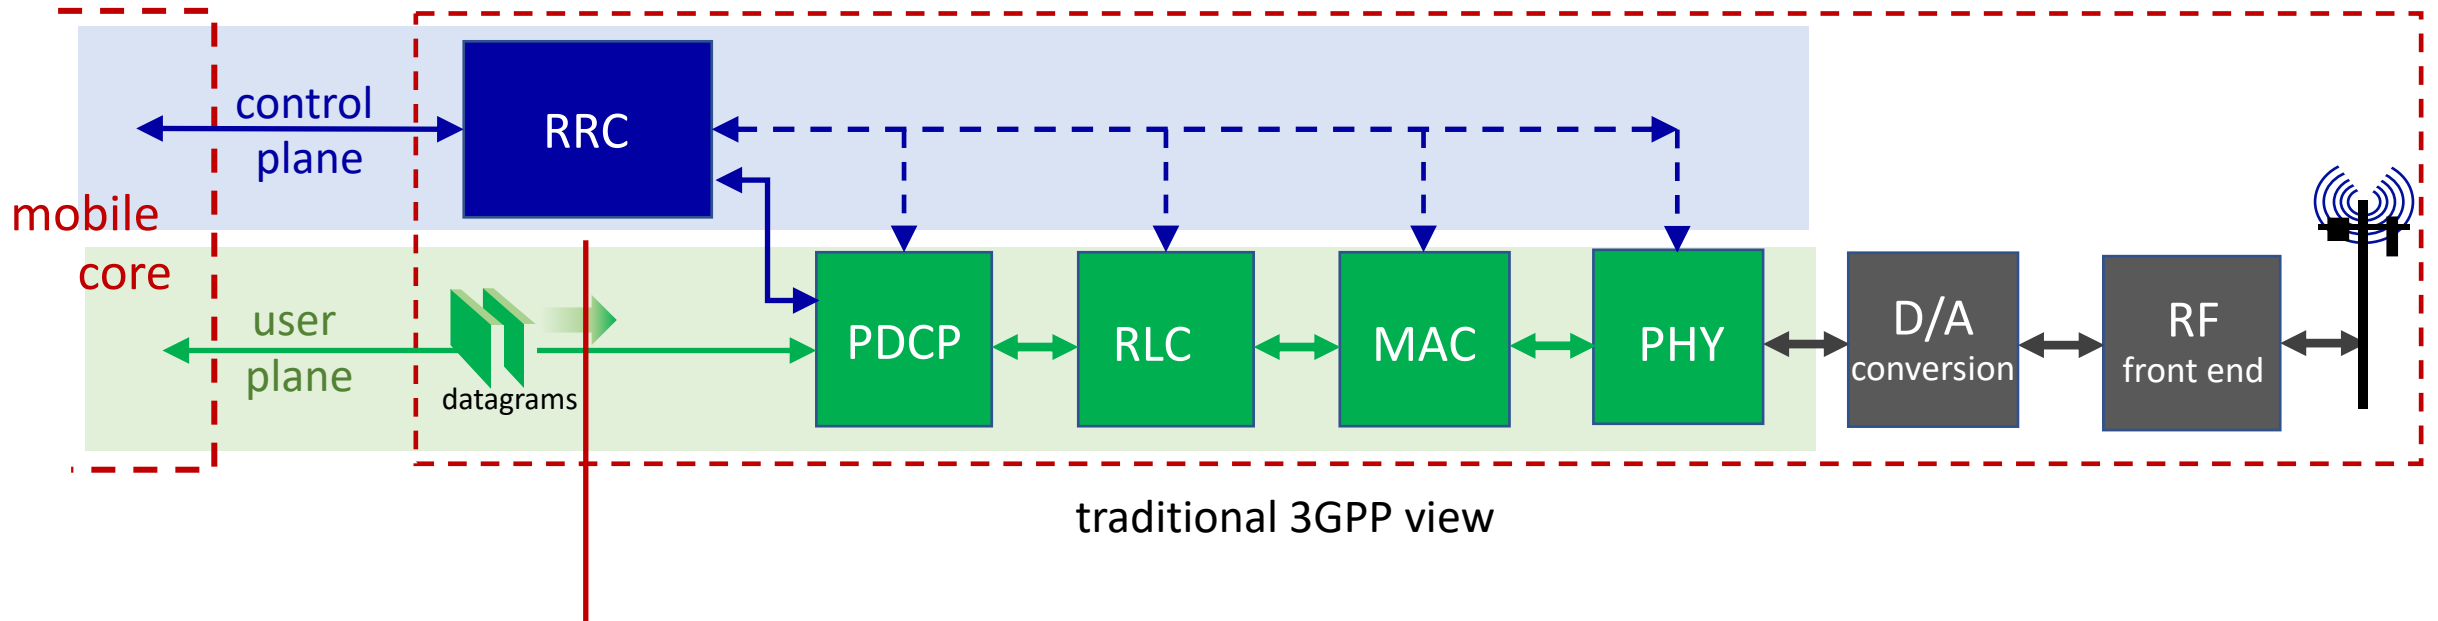 control
plane
RRC
mobile
core
user
plane
datagrams
PDCP
RLC
MAC
PHY
D/A
conversion
RF
front end
traditional 3GPP view